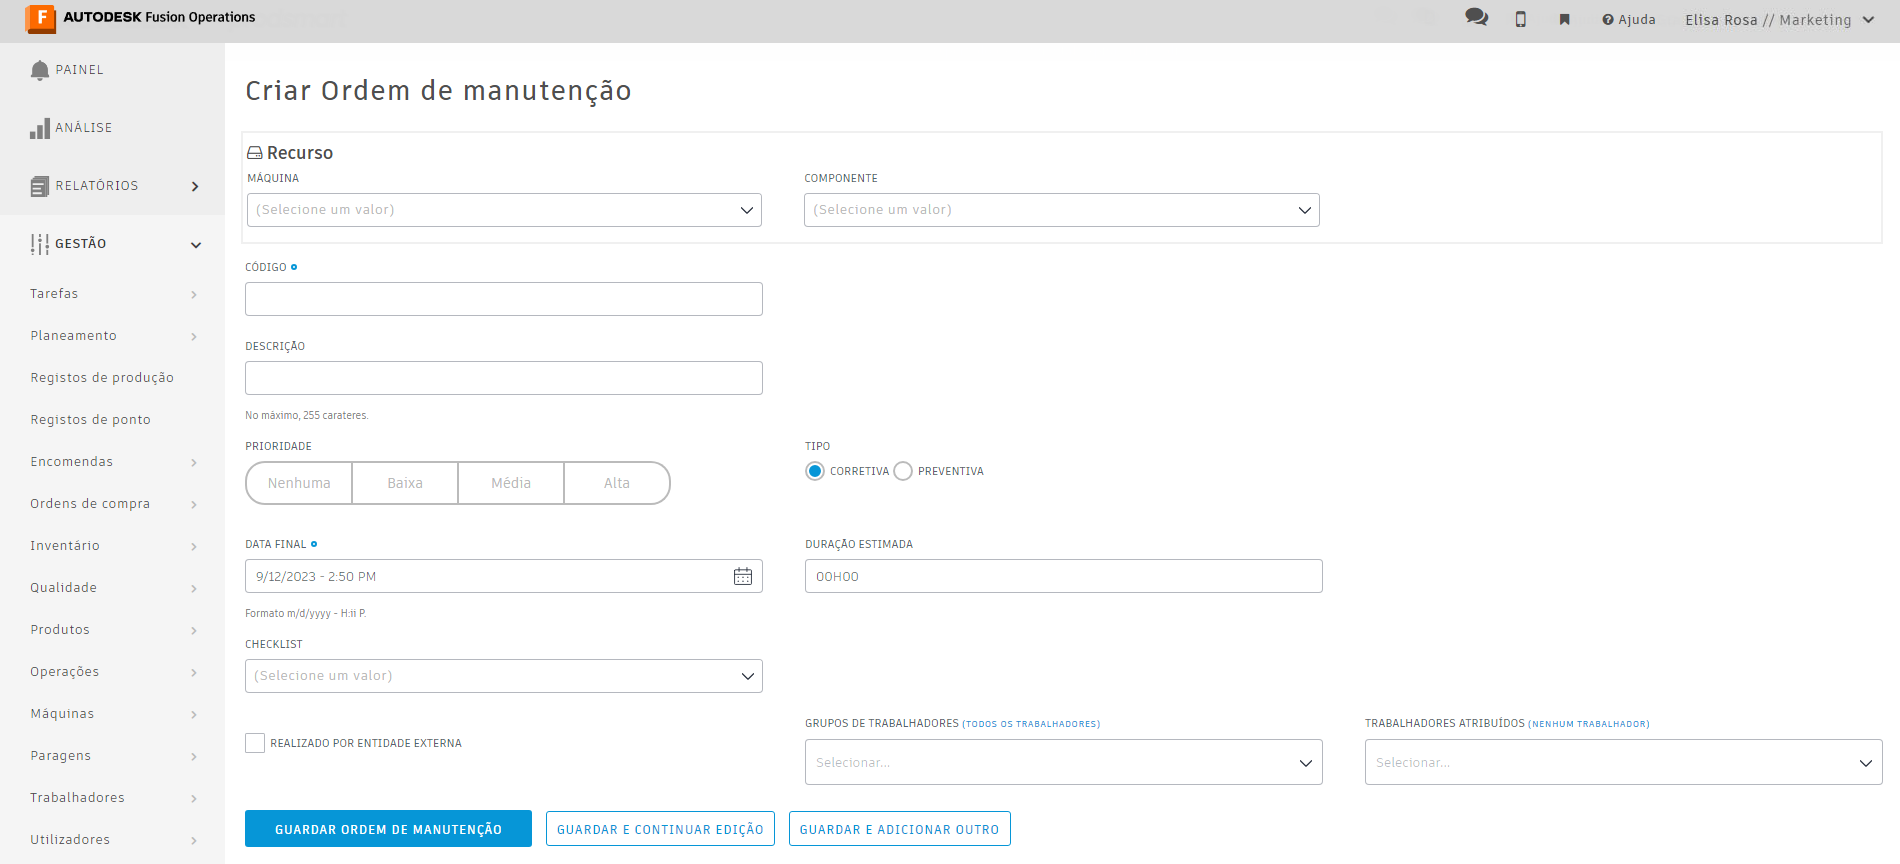 AUTODESK Fusion Operations
Ajuda
Elisa Rosa // Marketing
PAINEL
ANÁLISE
RELATÓRIOS
GESTÃO
Tarefas
Planeamento
Registos de produção
Registos de ponto
Encomendas
Ordens de compra
Inventário
Qualidade
Produtos
Operações
Máquinas
Paragens
Trabalhadores
Utilizadores
Criar Ordem de manutenção
Recurso
MÁQUINA
(Selecione um valor)
COMPONENTE
(Selecione um valor)
CÓDIGO
DESCRIÇÃO
No máximo, 255 carateres.
PRIORIDADE
Nenhuma
Baixa
Média
Alta
TIPO
CORRETIVA
PREVENTIVA
DATA FINAL
9/12/2023 - 2:50 PM
Formato m/d/yyyy - H:ii P.
DURAÇÃO ESTIMADA
00H00
CHECKLIST
(Selecione um valor)
REALIZADO POR ENTIDADE EXTERNA
GRUPOS DE TRABALHADORES (TODOS OS TRABALHADORES)
Selecionar...
TRABALHADORES ATRIBUÍDOS (NENHUM TRABALHADOR)
Selecionar...
GUARDAR ORDEM DE MANUTENÇÃO
GUARDAR E CONTINUAR EDIÇÃO
GUARDAR E ADICIONAR OUTRO